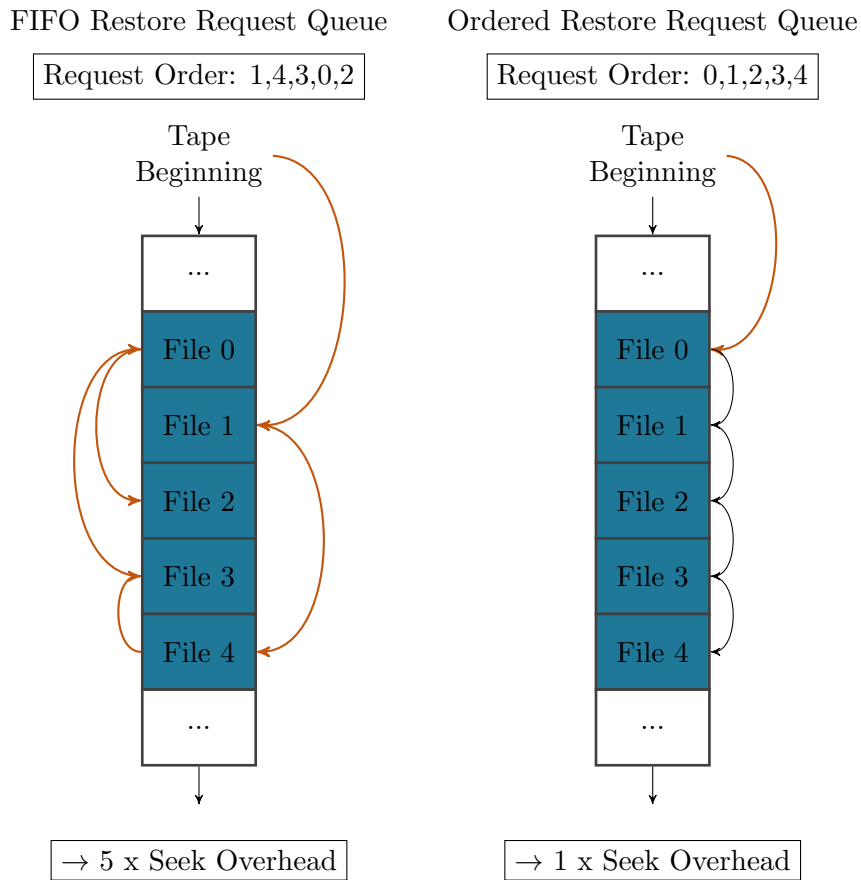 FIFO Restore Request Queue
Request Order: 1,4,3,0,2
Tape
Beginning
...
File 0
File 1
File 2
File 3
File 4
...
→ 5 x Seek Overhead
Ordered Restore Request Queue
Request Order: 0,1,2,3,4
Tape
Beginning
...
File 0
File 1
File 2
File 3
File 4
...
→ 1 x Seek Overhead